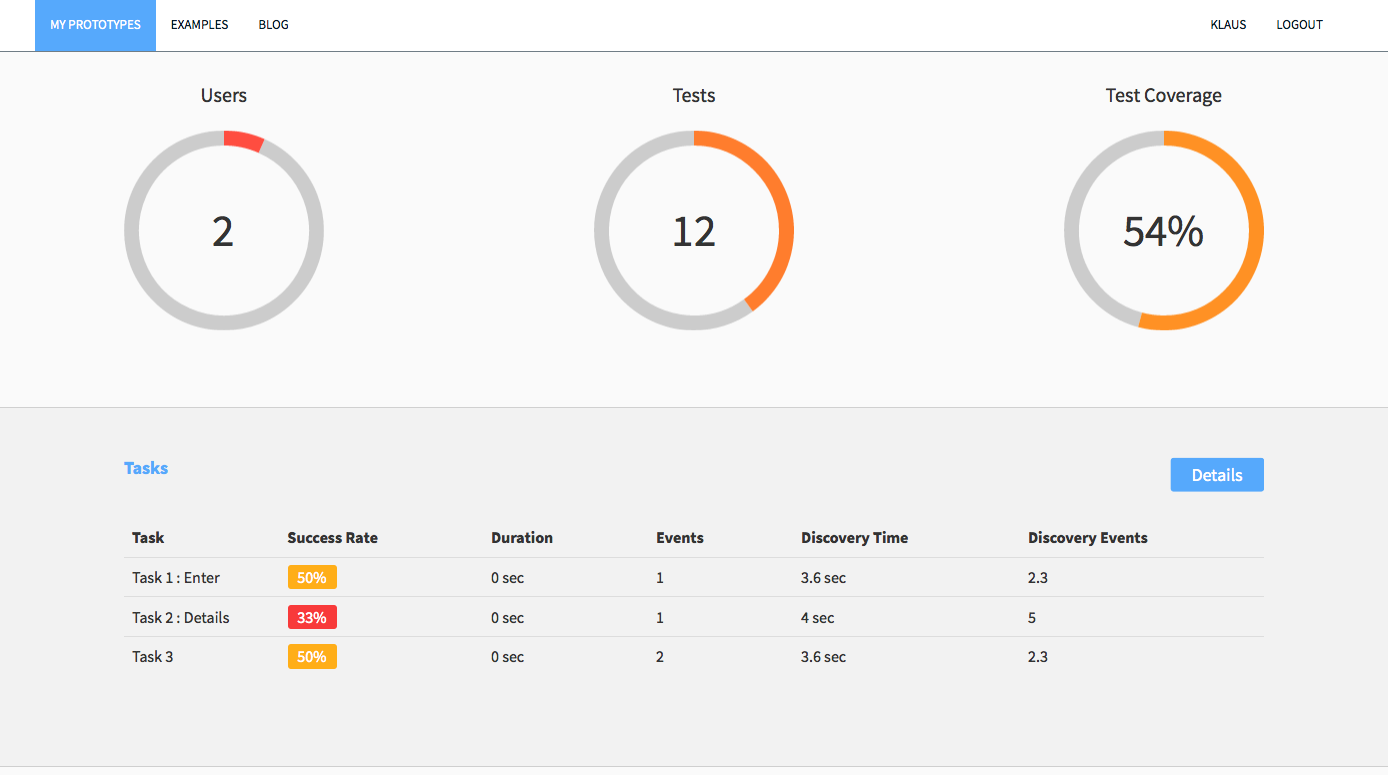 MY PROTOTYPES EXAMPLES BLOG KLAUS LOGOUT
Users Tests Test Coverage
2 12 54%
Tasks Details
Task Success Rate Duration Events Discovery Time Discovery Events
Task 1 : Enter 50% 0 sec 1 3.6 sec 2.3
Task 2 : Details 33% 0 sec 1 4 sec 5
Task 3 50% 0 sec 2 3.6 sec 2.3